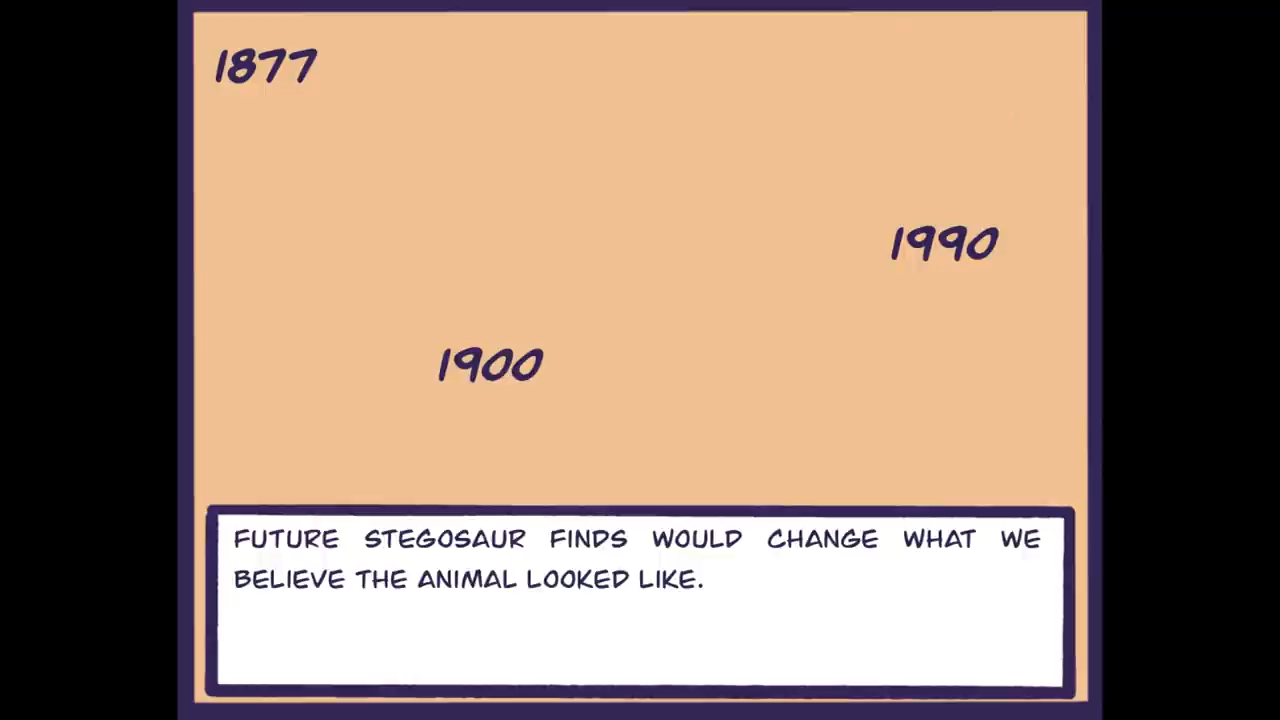 1877
1990
1900
FUTURE STEGOSAUR FINDS WOULD CHANGE WHAT WE
BELIEVE THE ANIMAL LOOKED LIKE.